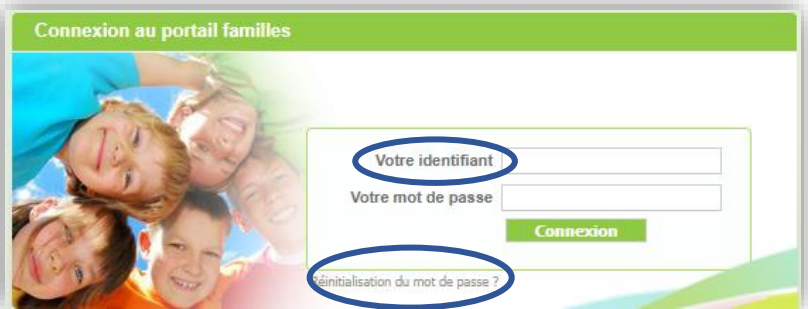 Connexion au portail familles
Votre identifiant
Votre mot de passe
Connexion
Réinitialisation du mot de passe ?